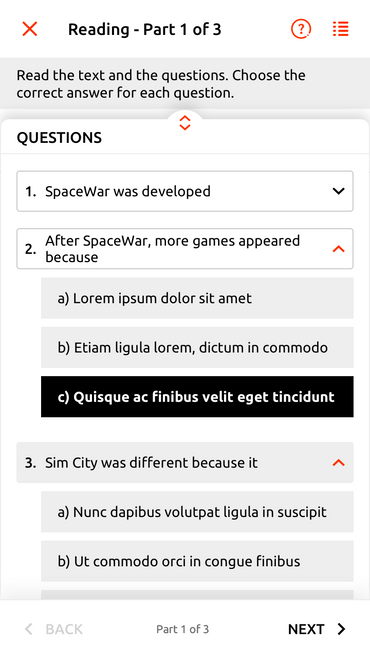 Reading - Part 1 of 3
?
Read the text and the questions. Choose the
correct answer for each question.
QUESTIONS
1. SpaceWar was developed
2. After SpaceWar, more games appeared
because
a) Lorem ipsum dolor sit amet
b) Etiam ligula lorem, dictum in commodo
c) Quisque ac finibus velit eget tincidunt
3. Sim City was different because it
a) Nunc dapibus volutpat ligula in suscipit
b) Ut commodo orci in congue finibus
BACK
Part 1 of 3
NEXT